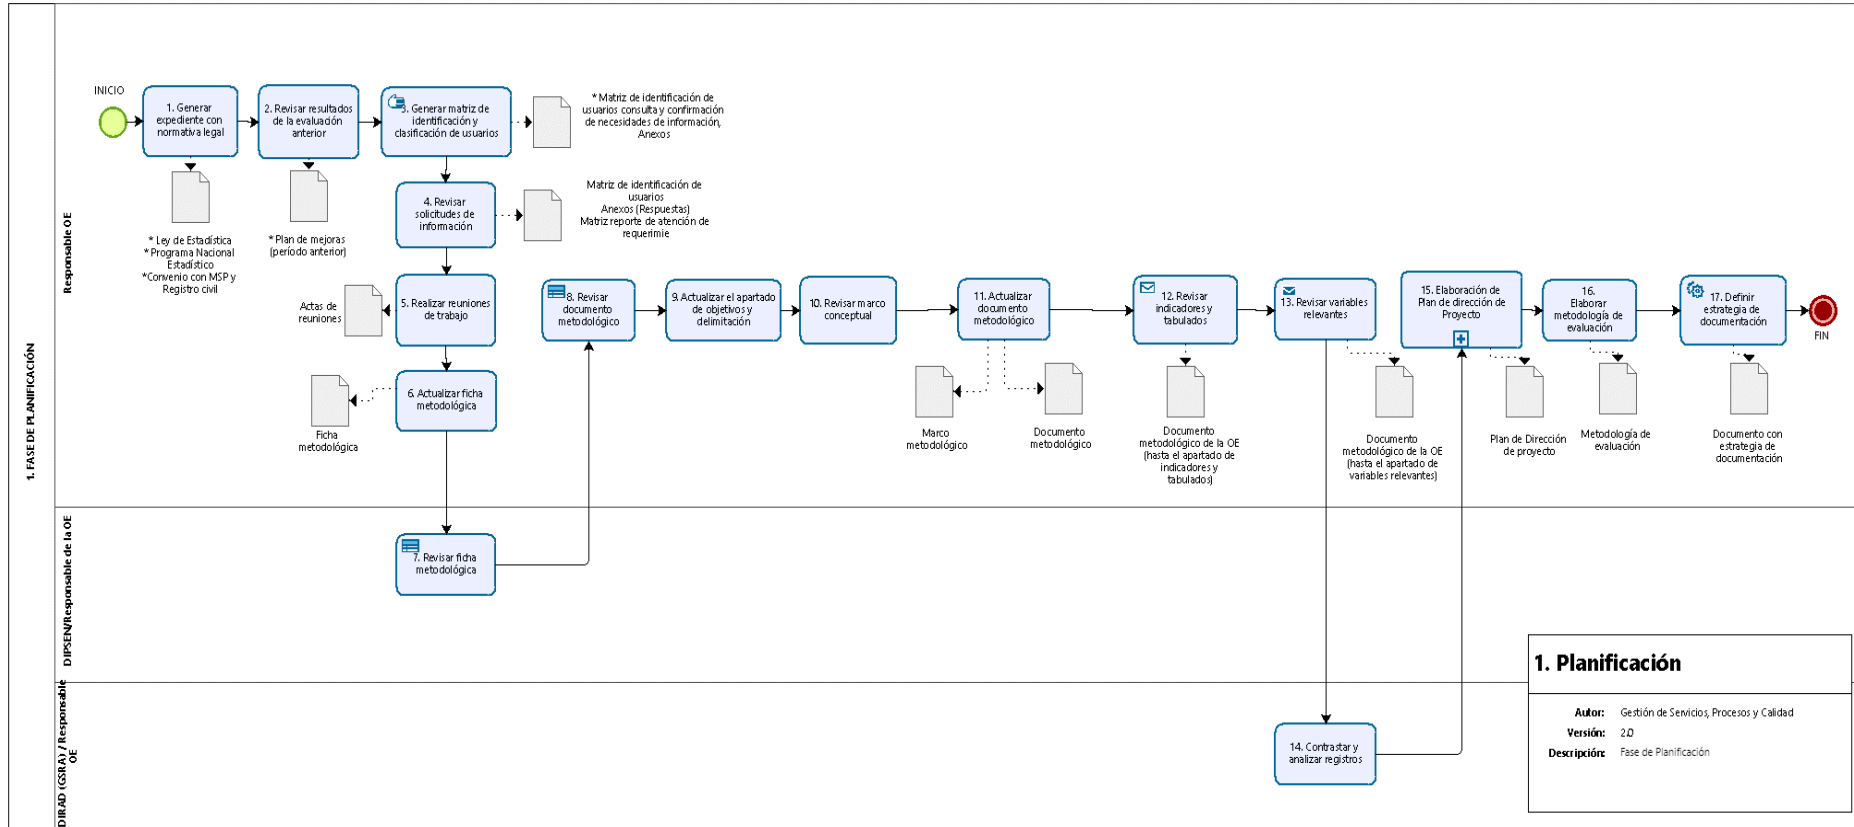 1. FASE DE PLANIFICACIÓN
Responsable OE
INICIO
1. Generar
expediente con
normativa legal
2. Revisar resultados
de la evaluación
anterior
3. Generar matriz de
identificación y
clasificación de usuarios
* Matriz de identificación de
usuarios consulta y confirmación
de necesidades de información,
Anexos
* Ley de Estadística
* Programa Nacional
Estadístico
*Convenio con MSP y
Registro civil
* Plan de mejoras
(período anterior)
4. Revisar
solicitudes de
información
Matriz de identificación de
usuarios
Anexos (Respuestas)
Matriz reporte de atención de
requerimie
5. Realizar reuniones
de trabajo
Actas de
reuniones
6. Actualizar ficha
metodológica
Ficha
metodológica
8. Revisar
documento
metodológico
9. Actualizar el apartado
de objetivos y
delimitación
10. Revisar marco
conceptual
11. Actualizar
documento
metodológico
Marco
metodológico
Documento
metodológico
12. Revisar
indicadores y
tabulados
Documento
metodológico de la OE
(hasta el apartado de
indicadores y
tabulados)
13. Revisar variables
relevantes
Documento
metodológico de la OE
(hasta el apartado de
variables relevantes)
15. Elaboración de
Plan de dirección de
Proyecto
Plan de Dirección
de proyecto
16.
Elaborar
metodología de
evaluación
Metodología de
evaluación
17. Definir
estrategia de
documentación
Documento con
estrategia de
documentación
FIN
DIPSEN/Responsable de la OE
7. Revisar ficha
metodológica
DIRAD (GSRA) / Responsable
OE
14. Contrastar y
analizar registros
1. Planificación
Autor: Gestión de Servicios, Procesos y Calidad
Versión: 2.0
Descripción: Fase de Planificación